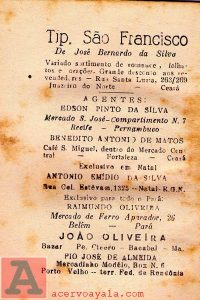 Tip. São Francisco
De José Bernardo da Silva
Variado sortimento de romance, folhe-
tos e orações. Grande desconto aos re-
vendedores — Rua Santa Luzia, 263/269
Juazeiro do Norte — Ceará
AGENTES:
EDSON PINTO DA SILVA
Mercado S. José-Compartimento N. 7
Recife - Pernambuco
BENEDITO ANTONIO DE MATOS
Café S. Miguel, dentro do Mercado Cen-
tral Fortaleza — Ceará
Exclusivo em Natal
ANTONIO EMIDIO DA SILVA
Rua Cel. Estevam, 1325 — Natal-R.G.N.
Exclusivo para todo o Pará:
RAIMUNDO OLIVEIRA
Mercado de Ferro Aparador, 26
Belém — Pará
JOÃO OLIVEIRA
Bazar Pe. Cicero - Bacabal — Ma.
PIO JOSÉ DE ALMEIDA
Mercadinho Modêlo, Box N. 6
Porto Velho — terr. Fed. de Rondônia
A
acervoayala.com